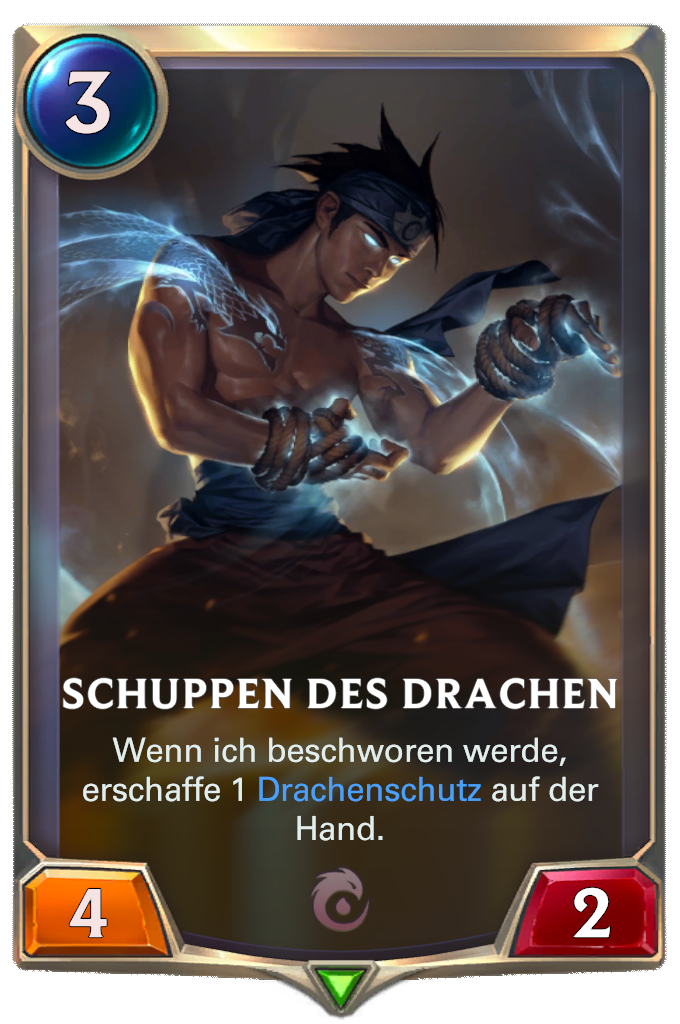 3
SCHUPPEN DES DRACHEN
Wenn ich beschworen werde,
erschaffe 1 Drachenschutz auf der
Hand.
4
2